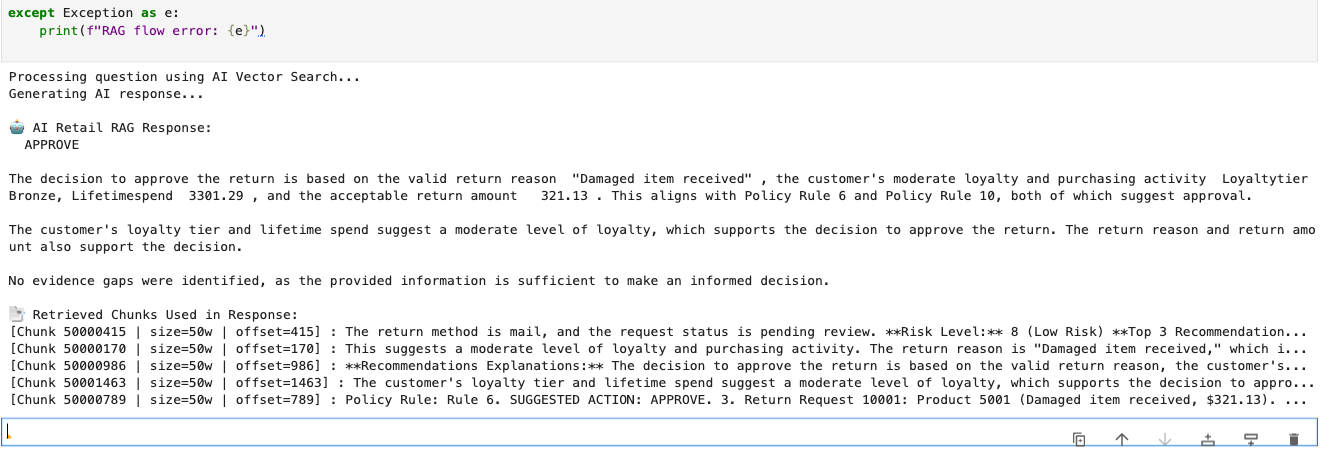 except Exception as e:
    print(f"RAG flow error: {e}")
Processing question using AI Vector Search...
Generating AI response...
🤖 AI Retail RAG Response:
  APPROVE
The decision to approve the return is based on the valid return reason  "Damaged item received" , the customer's moderate loyalty and purchasing activity  Loyaltytier
Bronze, Lifetimespend  3301.29 , and the acceptable return amount   321.13 . This aligns with Policy Rule 6 and Policy Rule 10, both of which suggest approval.
The customer's loyalty tier and lifetime spend suggest a moderate level of loyalty, which supports the decision to approve the return. The return reason and return amo
unt also support the decision.
No evidence gaps were identified, as the provided information is sufficient to make an informed decision.
📑 Retrieved Chunks Used in Response:
[Chunk 50000415 | size=50w | offset=415] : The return method is mail, and the request status is pending review. **Risk Level:** 8 (Low Risk) **Top 3 Recommendation...
[Chunk 50000170 | size=50w | offset=170] : This suggests a moderate level of loyalty and purchasing activity. The return reason is "Damaged item received," which i...
[Chunk 50000986 | size=50w | offset=986] : **Recommendations Explanations:** The decision to approve the return is based on the valid return reason, the customer's...
[Chunk 50001463 | size=50w | offset=1463] : The customer's loyalty tier and lifetime spend suggest a moderate level of loyalty, which supports the decision to appro...
[Chunk 50000789 | size=50w | offset=789] : Policy Rule: Rule 6. SUGGESTED ACTION: APPROVE. 3. Return Request 10001: Product 5001 (Damaged item received, $321.13). ...